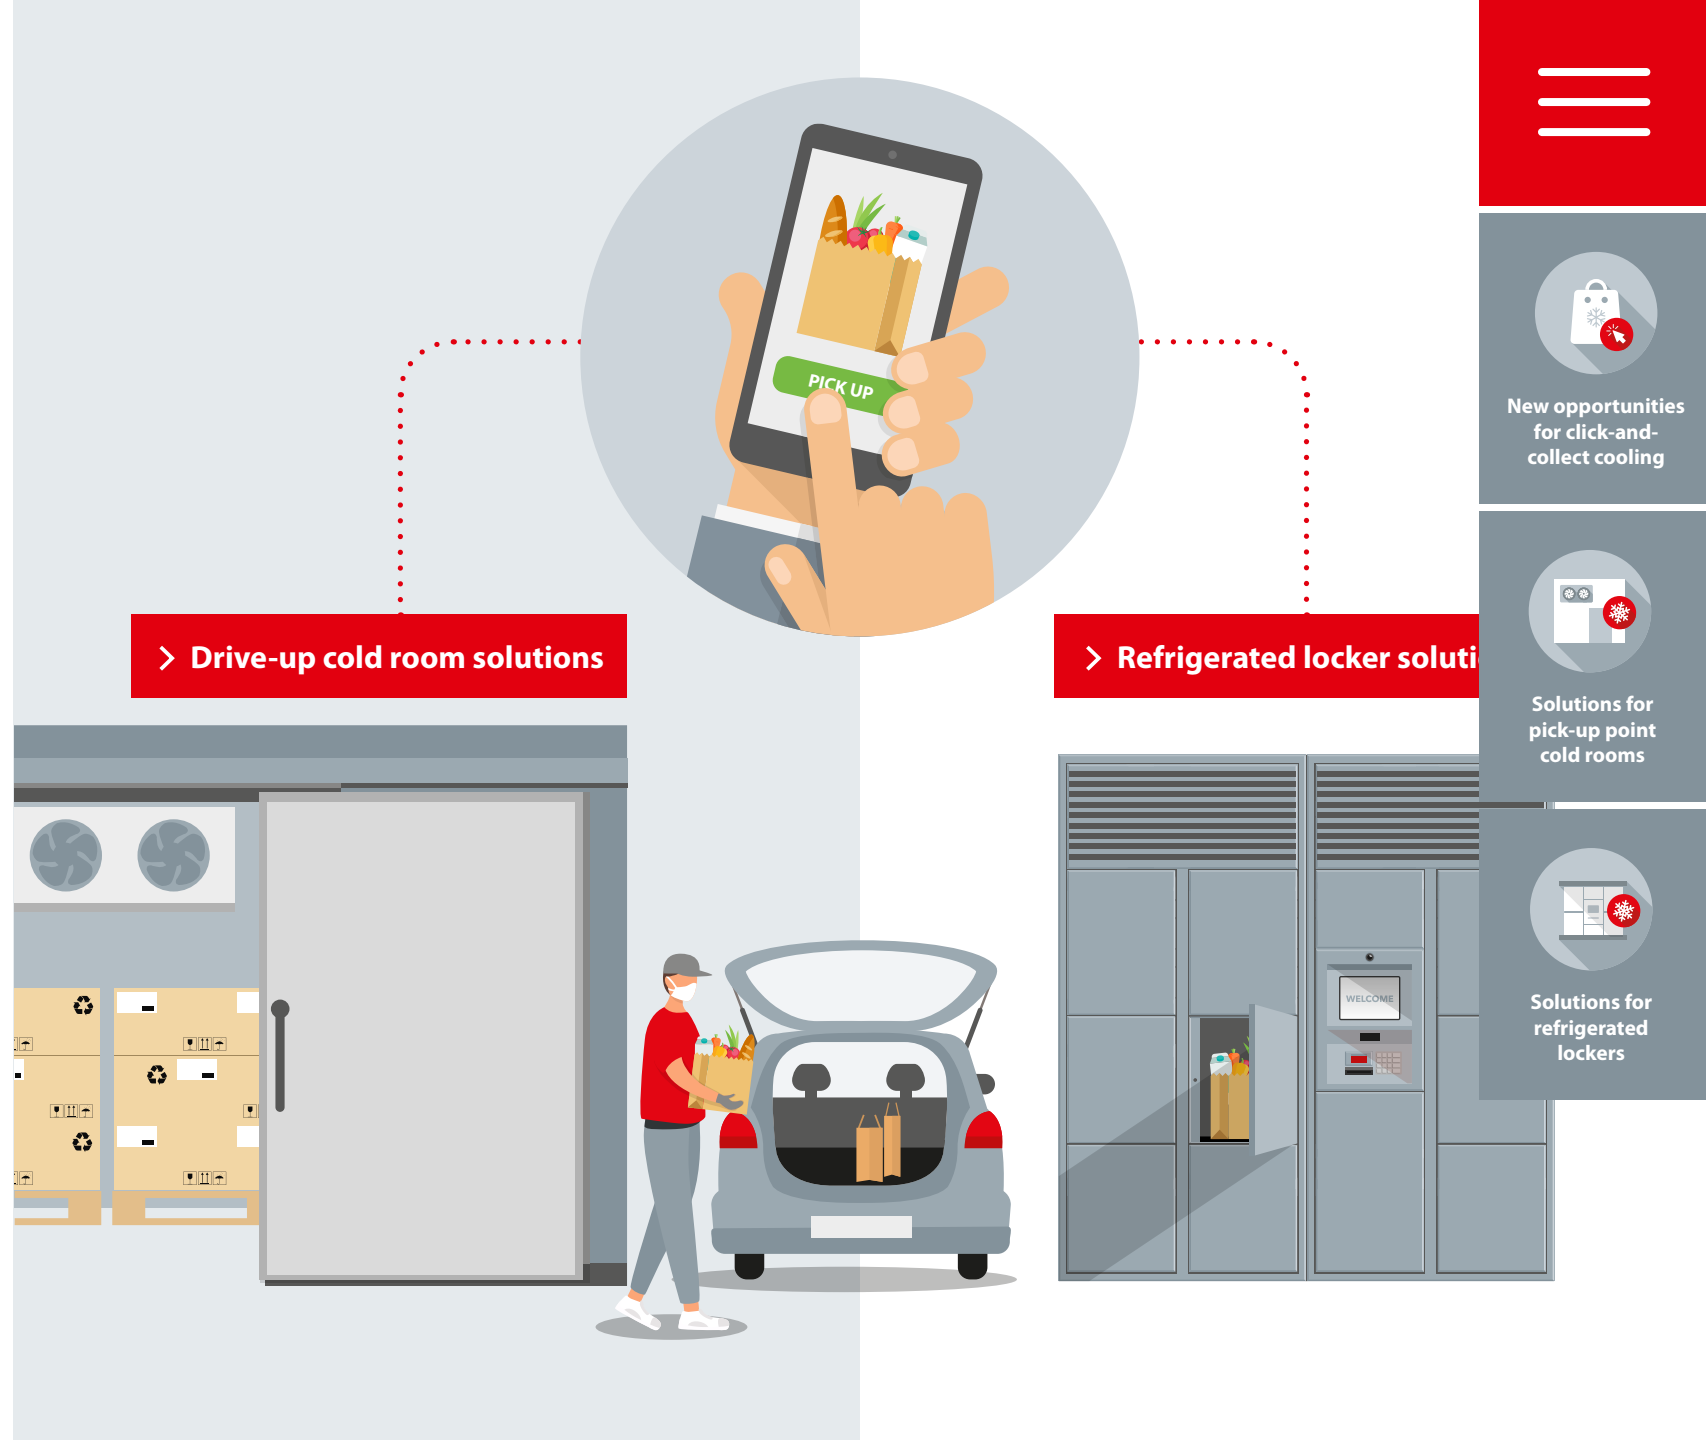 PICK UP
Drive-up cold room solutions
Refrigerated locker soluti
WELCOME
New opportunities
for click-and-
collect cooling
Solutions for
pick-up point
cold rooms
Solutions for
refrigerated
lockers